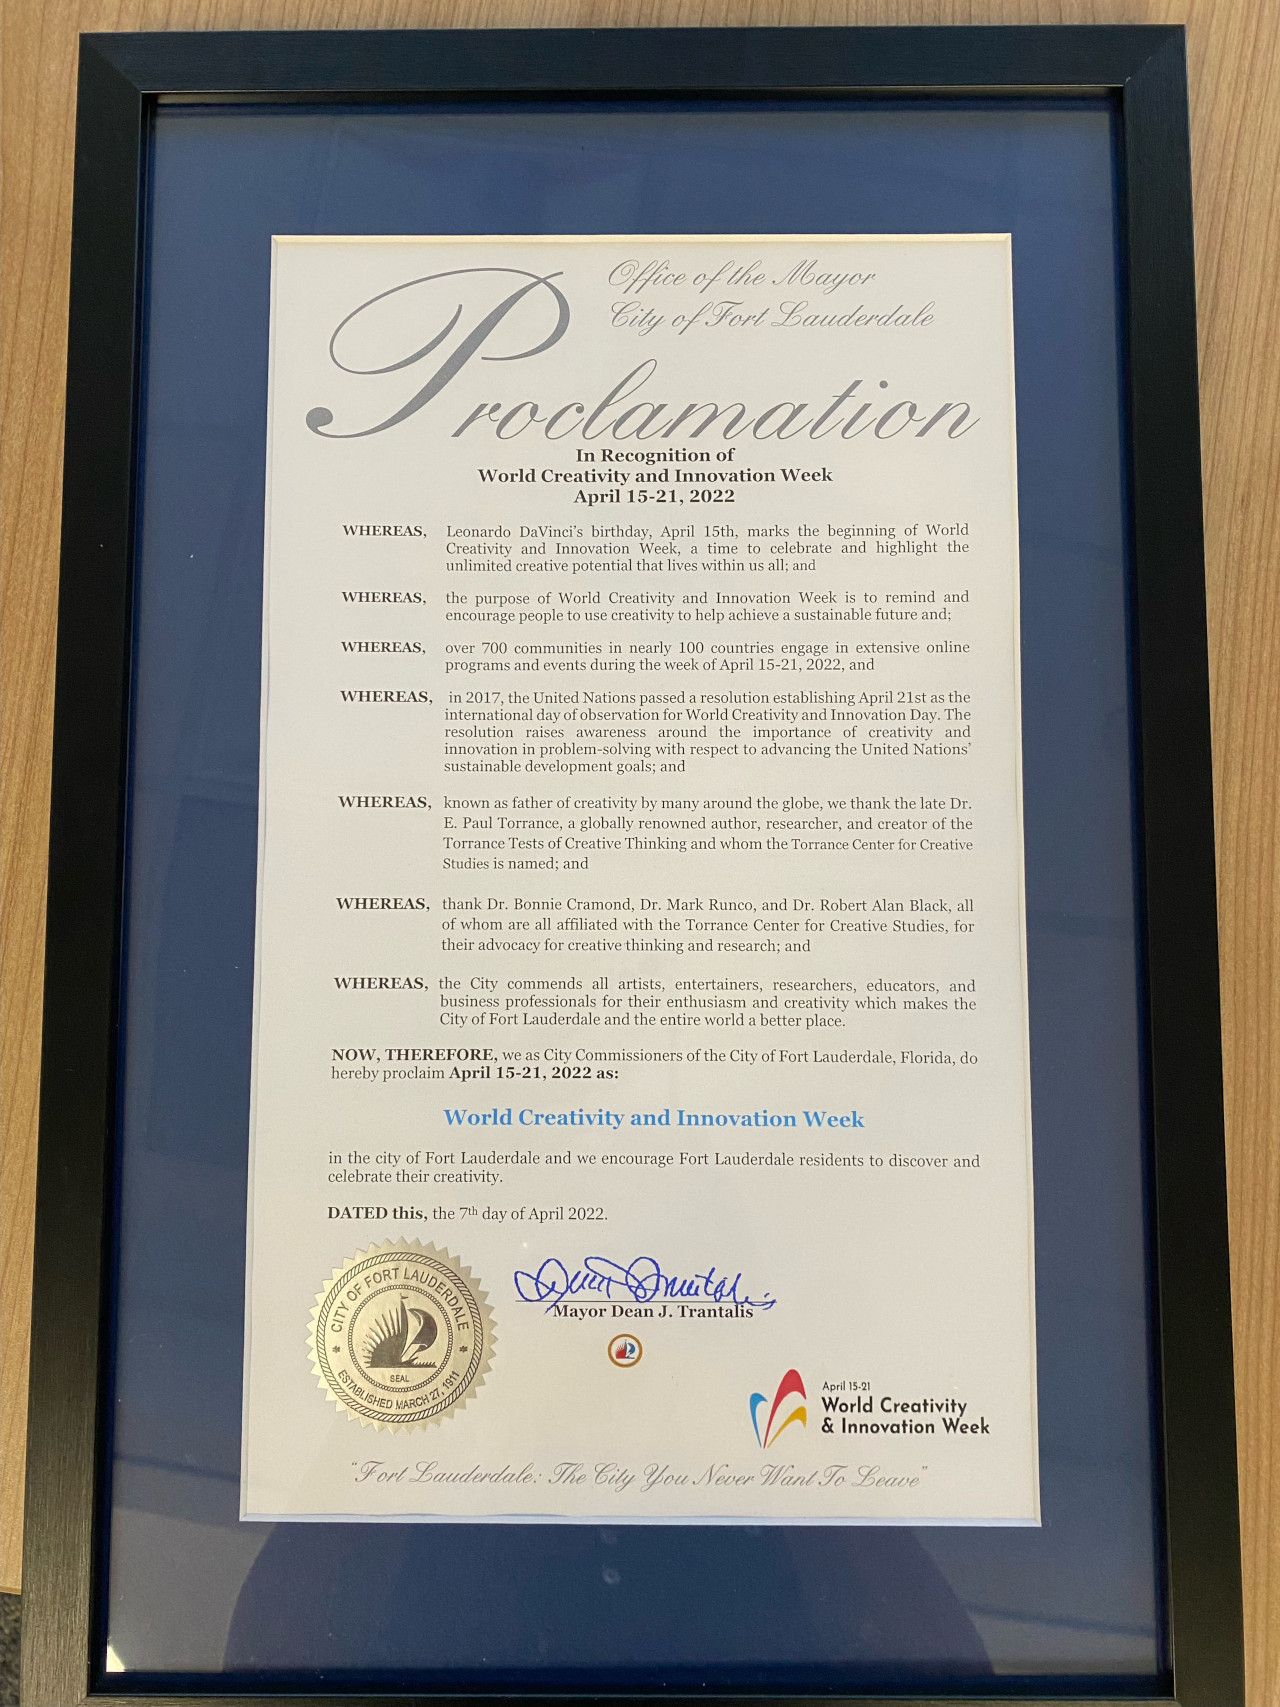 Office of the Mayor
City of Fort Lauderdale
Proclamation
In Recognition of
World Creativity and Innovation Week
April 15-21, 2022
WHEREAS, Leonardo DaVinci's birthday, April 15th, marks the beginning of World
Creativity and Innovation Week, a time to celebrate and highlight the
unlimited creative potential that lives within us all; and
WHEREAS, the purpose of World Creativity and Innovation Week is to remind and
encourage people to use creativity to help achieve a sustainable future and;
WHEREAS, over 700 communities in nearly 100 countries engage in extensive online
programs and events during the week of April 15-21, 2022, and
WHEREAS, in 2017, the United Nations passed a resolution establishing April 21st as the
international day of observation for World Creativity and Innovation Day. The
resolution raises awareness around the importance of creativity and
innovation in problem-solving with respect to advancing the United Nations'
sustainable development goals; and
WHEREAS, known as father of creativity by many around the globe, we thank the late Dr.
E. Paul Torrance, a globally renowned author, researcher, and creator of the
Torrance Tests of Creative Thinking and whom the Torrance Center for Creative
Studies is named; and
WHEREAS, thank Dr. Bonnie Cramond, Dr. Mark Runco, and Dr. Robert Alan Black, all
of whom are all affiliated with the Torrance Center for Creative Studies, for
their advocacy for creative thinking and research; and
WHEREAS, the City commends all artists, entertainers, researchers, educators, and
business professionals for their enthusiasm and creativity which makes the
City of Fort Lauderdale and the entire world a better place.
NOW, THEREFORE, we as City Commissioners of the City of Fort Lauderdale, Florida, do
hereby proclaim April 15-21, 2022 as:
World Creativity and Innovation Week
in the city of Fort Lauderdale and we encourage Fort Lauderdale residents to discover and
celebrate their creativity.
DATED this, the 7th day of April 2022.
CITY OF FORT LAUDERDALE
SEAL
ESTABLISHED MARCH 27, 1911
Dean J. Trantalis
Mayor Dean J. Trantalis
April 15-21
World Creativity
& Innovation Week
"Fort Lauderdale: The City You Never Want To Leave"